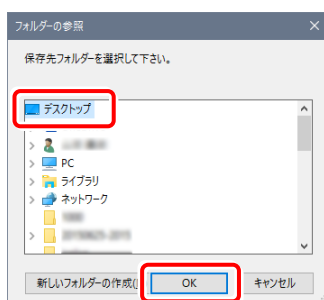 フォルダーの参照
保存先フォルダーを選択して下さい。
デスクトップ
PC
ライブラリ
ネットワーク
新しいフォルダーの作成(
OK
キャンセル